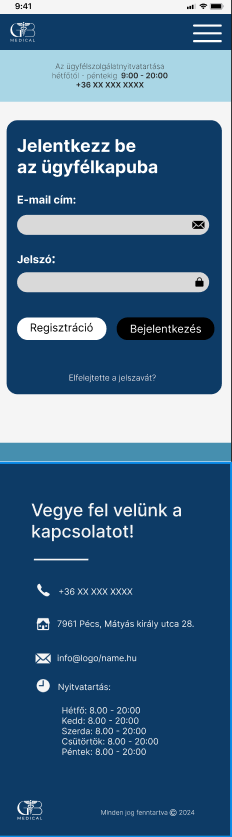 9:41
GB
MEDICAL
Az ügyfélszolgálatnyitvatartása
hétfőtől - péntekig 9:00 - 20:00
+36 XX XXX XXXX
Jelentkezz be
az ügyfélkapuba
E-mail cím:
Jelszó:
Regisztráció
Bejelentkezés
Elfelejtette a jelszavát?
Vegye fel velünk a
kapcsolatot!
+36 XX XXX XXXX
7961 Pécs, Mátyás király utca 28.
info@logo/name.hu
Nyitvatartás:
Hétfő: 8.00 - 20:00
Kedd: 8.00 - 20:00
Szerda: 8.00 - 20:00
Csütörtök: 8.00 - 20:00
Péntek: 8.00 - 20:00
GB
MEDICAL
Minden jog fenntartva © 2024